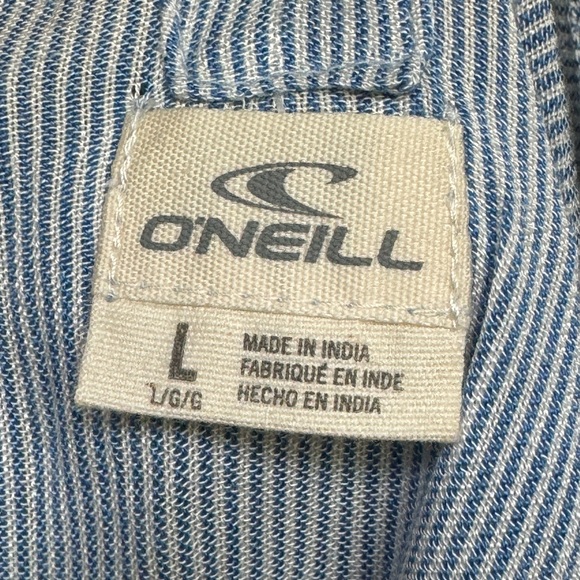 O'NEILL
L
L/G/G
MADE IN INDIA
FABRIQUÉ EN INDE
HECHO EN INDIA